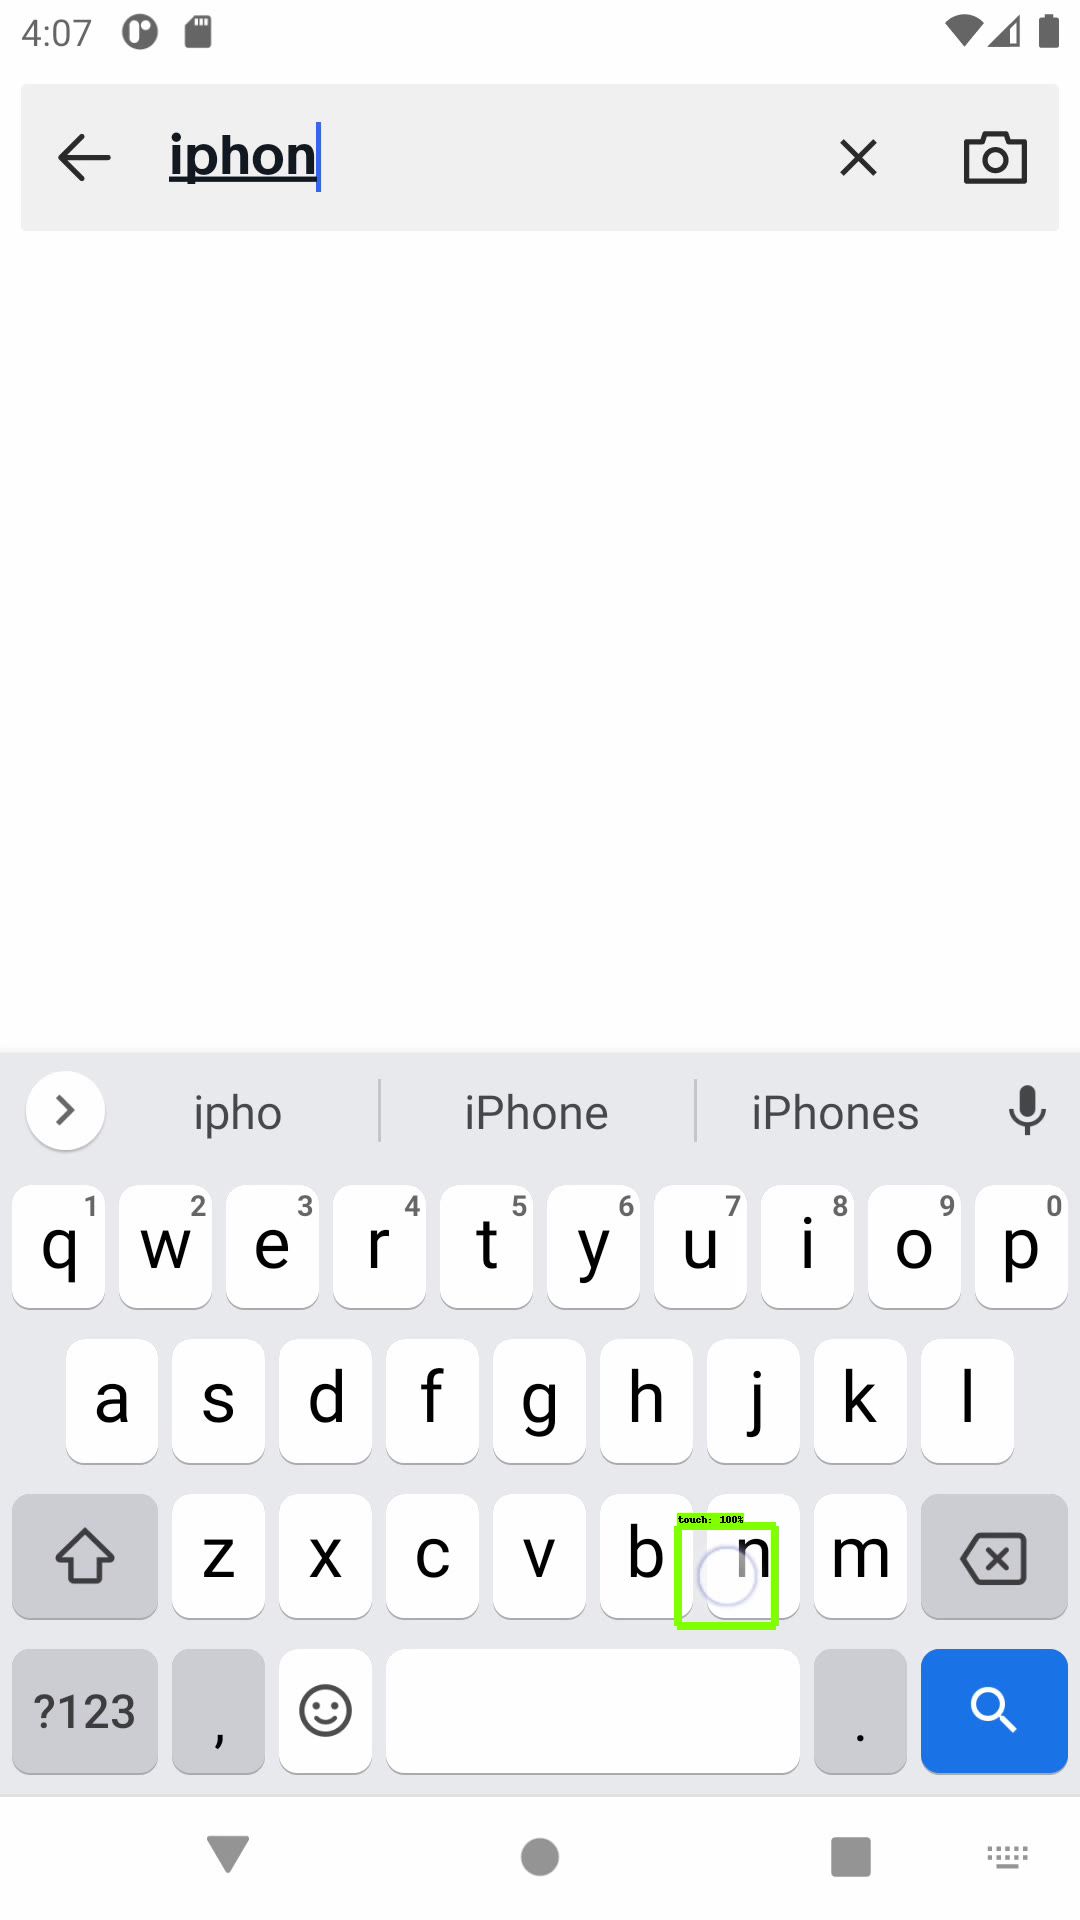 4:07
iphon
ipho iPhone iPhones
1 2 3 4 5 6 7 8 9 0
q w e r t y u i o p
a s d f g h j k l
touch: 100%
z x c v b n m
?123 , .